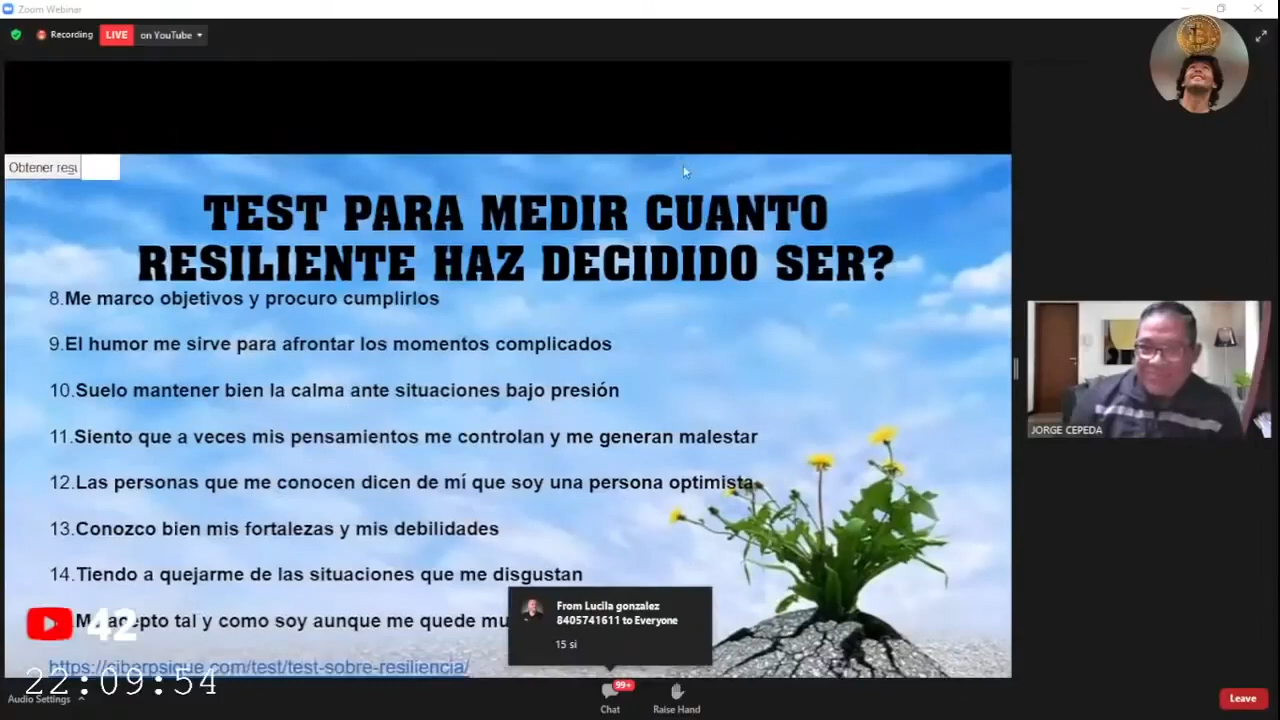 Zoom Webinar
Recording
LIVE
on YouTube
Obtener resu
TEST PARA MEDIR CUANTO
RESILIENTE HAZ DECIDIDO SER?
8.Me marco objetivos y procuro cumplirlos
9.El humor me sirve para afrontar los momentos complicados
10.Suelo mantener bien la calma ante situaciones bajo presión
11.Siento que a veces mis pensamientos me controlan y me generan malestar
12.Las personas que me conocen dicen de mí que soy una persona optimista
13.Conozco bien mis fortalezas y mis debilidades
14.Tiendo a quejarme de las situaciones que me disgustan
acepto tal y como soy aunque me quede mu
https://ciberpsique.com/test/test-sobre-resiliencia/
JORGE CEPEDA
From Lucila gonzalez
8405741611 to Everyone
15 si
42
22:09:54
Audio Settings
99+
Chat
Raise Hand
Leave